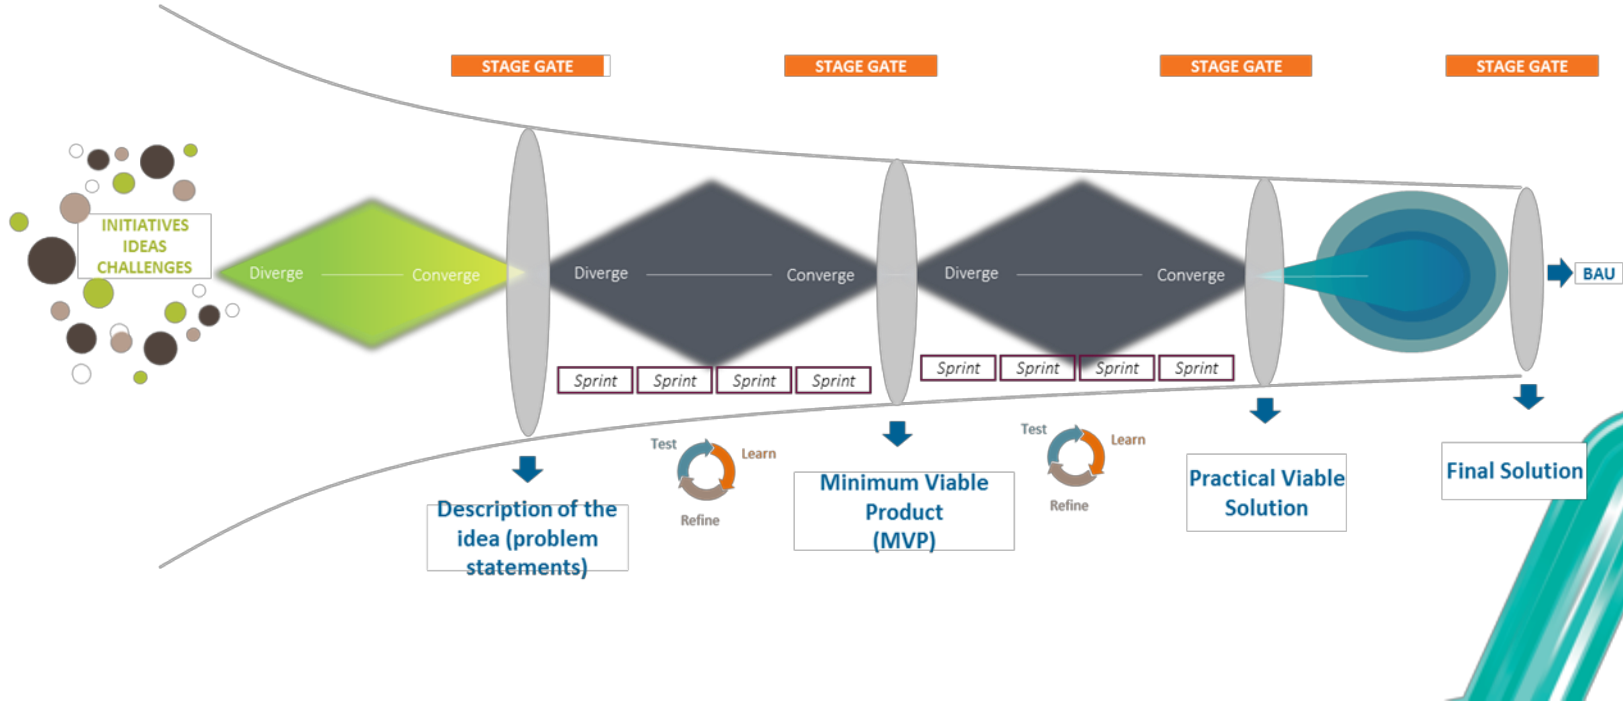 STAGE GATE
STAGE GATE
STAGE GATE
STAGE GATE
INITIATIVES
IDEAS
CHALLENGES
Diverge
Converge
Diverge
Converge
Diverge
Converge
BAU
Sprint
Sprint
Sprint
Sprint
Sprint
Sprint
Sprint
Sprint
Test
Learn
Refine
Test
Learn
Refine
Description of the
idea (problem
statements)
Minimum Viable
Product
(MVP)
Practical Viable
Solution
Final Solution